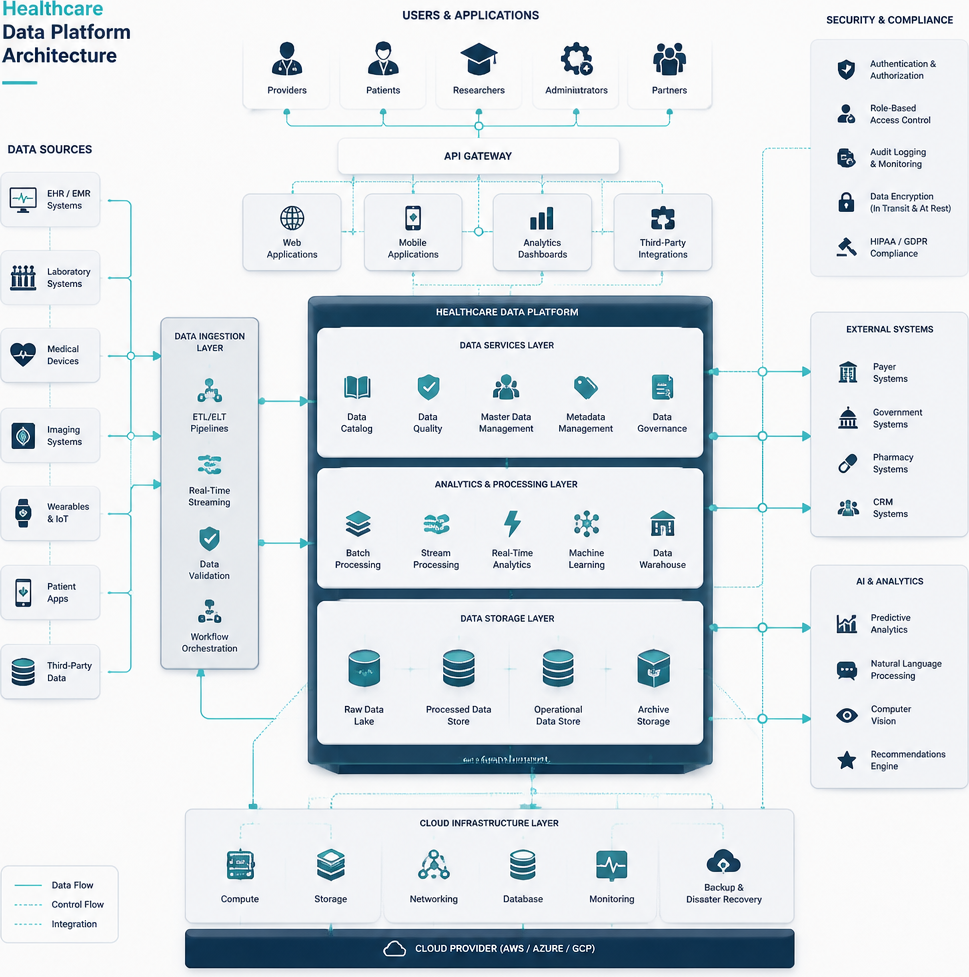 Healthcare
Data Platform
Architecture
USERS & APPLICATIONS
Providers
Patients
Researchers
Administrators
Partners
API GATEWAY
Web
Applications
Mobile
Applications
Analytics
Dashboards
Third-Party
Integrations
DATA SOURCES
EHR / EMR
Systems
Laboratory
Systems
Medical
Devices
Imaging
Systems
Wearables
& IoT
Patient
Apps
Third-Party
Data
DATA INGESTION
LAYER
ETL/ELT
Pipelines
Real-Time
Streaming
Data
Validation
Workflow
Orchestration
HEALTHCARE DATA PLATFORM
DATA SERVICES LAYER
Data
Catalog
Data
Quality
Master Data
Management
Metadata
Management
Data
Governance
ANALYTICS & PROCESSING LAYER
Batch
Processing
Stream
Processing
Real-Time
Analytics
Machine
Learning
Data
Warehouse
DATA STORAGE LAYER
Raw Data
Lake
Processed Data
Store
Operational
Data Store
Archive
Storage
SECURITY & COMPLIANCE
Authentication &
Authorization
Role-Based
Access Control
Audit Logging
& Monitoring
Data Encryption
(In Transit & At Rest)
HIPAA / GDPR
Compliance
EXTERNAL SYSTEMS
Payer
Systems
Government
Systems
Pharmacy
Systems
CRM
Systems
AI & ANALYTICS
Predictive
Analytics
Natural Language
Processing
Computer
Vision
Recommendations
Engine
CLOUD INFRASTRUCTURE LAYER
Compute
Storage
Networking
Database
Monitoring
Backup &
Disaster Recovery
CLOUD PROVIDER (AWS / AZURE / GCP)
Data Flow
Control Flow
Integration